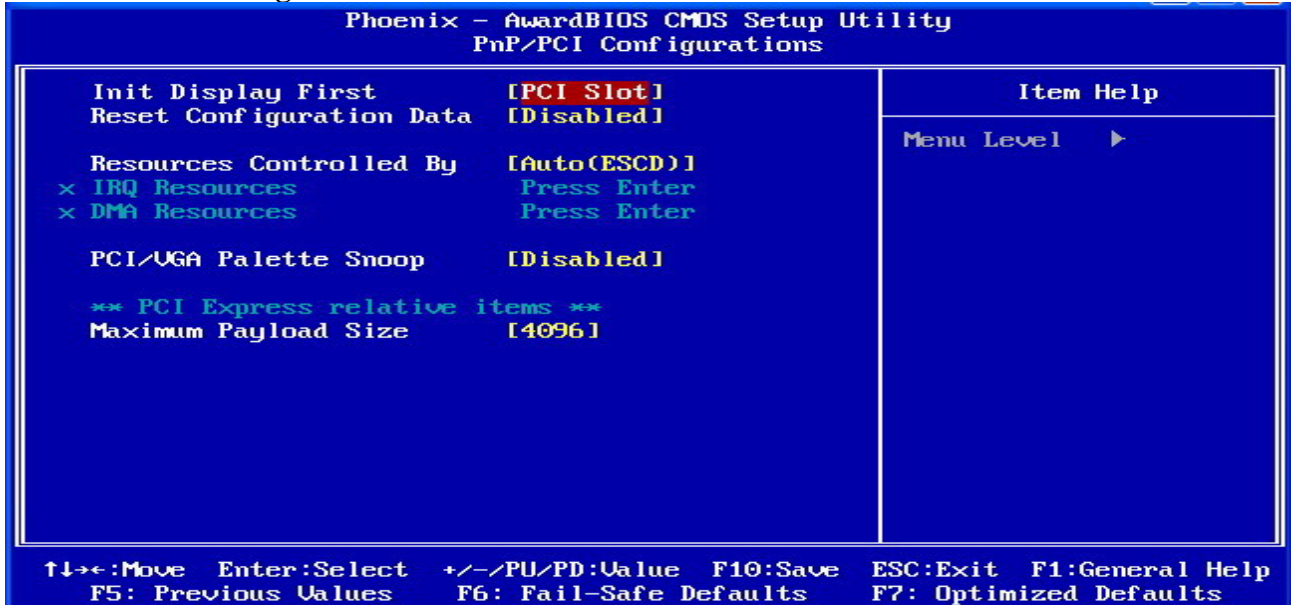 Phoenix - AwardBIOS CMOS Setup Utility
PnP/PCI Configurations
Init Display First [PCI Slot]
Reset Configuration Data [Disabled]
Resources Controlled By [Auto(ESCD)]
x IRQ Resources Press Enter
x DMA Resources Press Enter
PCI/VGA Palette Snoop [Disabled]
** PCI Express relative items **
Maximum Payload Size [4096]
Item Help
Menu Level ►
↑↓→←:Move Enter:Select +/-/PU/PD:Value F10:Save ESC:Exit F1:General Help
F5: Previous Values F6: Fail-Safe Defaults F7: Optimized Defaults